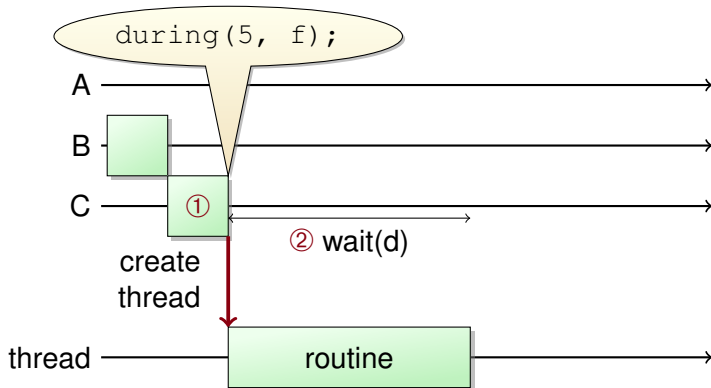 during(5, f);
A
B
C
①
② wait(d)
create
thread
thread
routine